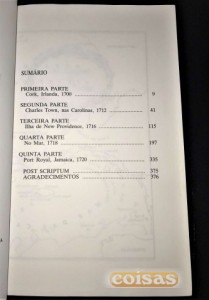 SUMÁRIO
PRIMEIRA PARTE
Cork, Irlanda, 1700 9
SEGUNDA PARTE
Charles Town, nas Carolinas, 1712 41
TERCEIRA PARTE
Ilha de New Providence, 1716 115
QUARTA PARTE
No Mar, 1718 197
QUINTA PARTE
Port Royal, Jamaica, 1720 335
POST SCRIPTUM 375
AGRADECIMENTOS 376
coisas